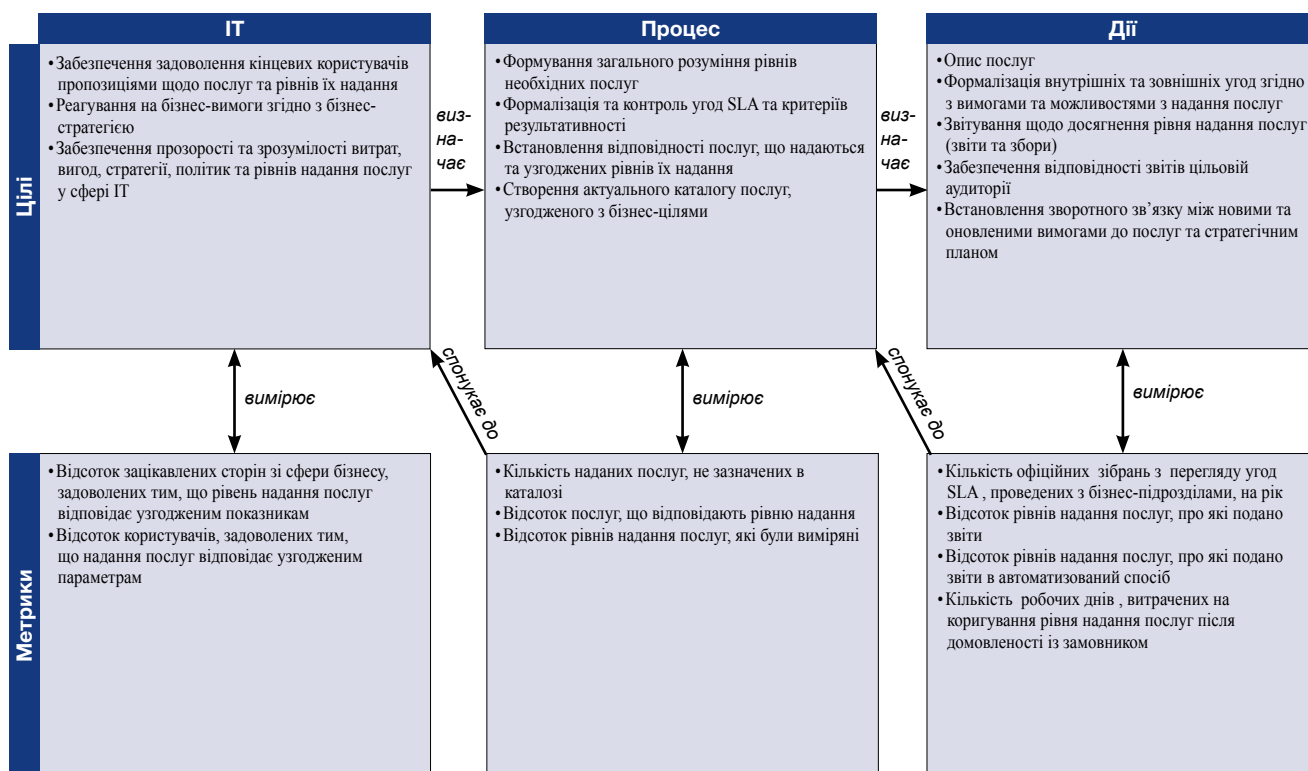 ІТ
Процес
Дії
Цілі
•Забезпечення задоволення кінцевих користувачів
пропозиціями щодо послуг та рівнів їх надання
•Реагування на бізнес-вимоги згідно з бізнес-
стратегією
•Забезпечення прозорості та зрозумілості витрат,
вигод, стратегії, політик та рівнів надання послуг
у сфері ІТ
виз-
на-
чає
•Формування загального розуміння рівнів
необхідних послуг
•Формалізація та контроль угод SLA та критеріїв
результативності
•Встановлення відповідності послуг, що надаються
та узгоджених рівнів їх надання
•Створення актуального каталогу послуг,
узгодженого з бізнес-цілями
виз-
на-
чає
•Опис послуг
•Формалізація внутрішніх та зовнішніх угод згідно
з вимогами та можливостями з надання послуг
•Звітування щодо досягнення рівня надання послуг
(звіти та збори)
•Забезпечення відповідності звітів цільовій
аудиторії
•Встановлення зворотного зв’язку між новими та
оновленими вимогами до послуг та стратегічним
планом
вимірює
спонукає до
вимірює
спонукає до
вимірює
Метрики
•Відсоток зацікавлених сторін зі сфери бізнесу,
задоволених тим, що рівень надання послуг
відповідає узгодженим показникам
•Відсоток користувачів, задоволених тим,
що надання послуг відповідає узгодженим
параметрам
•Кількість наданих послуг, не зазначених в
каталозі
•Відсоток послуг, що відповідають рівню надання
•Відсоток рівнів надання послуг, які були виміряні
•Кількість офіційних зібрань з перегляду угод
SLA , проведених з бізнес-підрозділами, на рік
•Відсоток рівнів надання послуг, про які подано
звіти
•Відсоток рівнів надання послуг, про які подано
звіти в автоматизований спосіб
•Кількість робочих днів , витрачених на
коригування рівня надання послуг після
домовленості із замовником